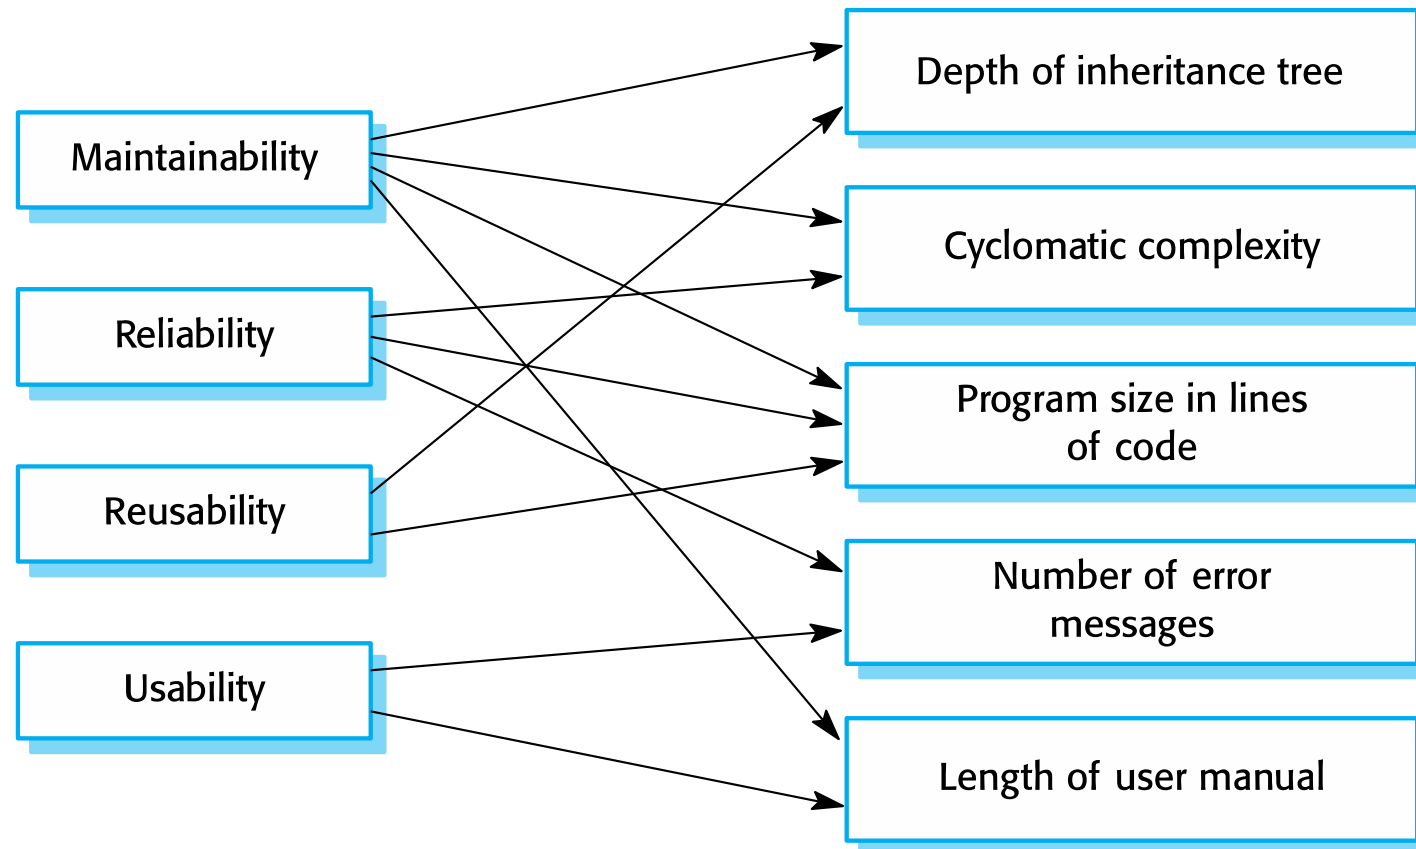 Maintainability
Reliability
Reusability
Usability
Depth of inheritance tree
Cyclomatic complexity
Program size in lines
of code
Number of error
messages
Length of user manual